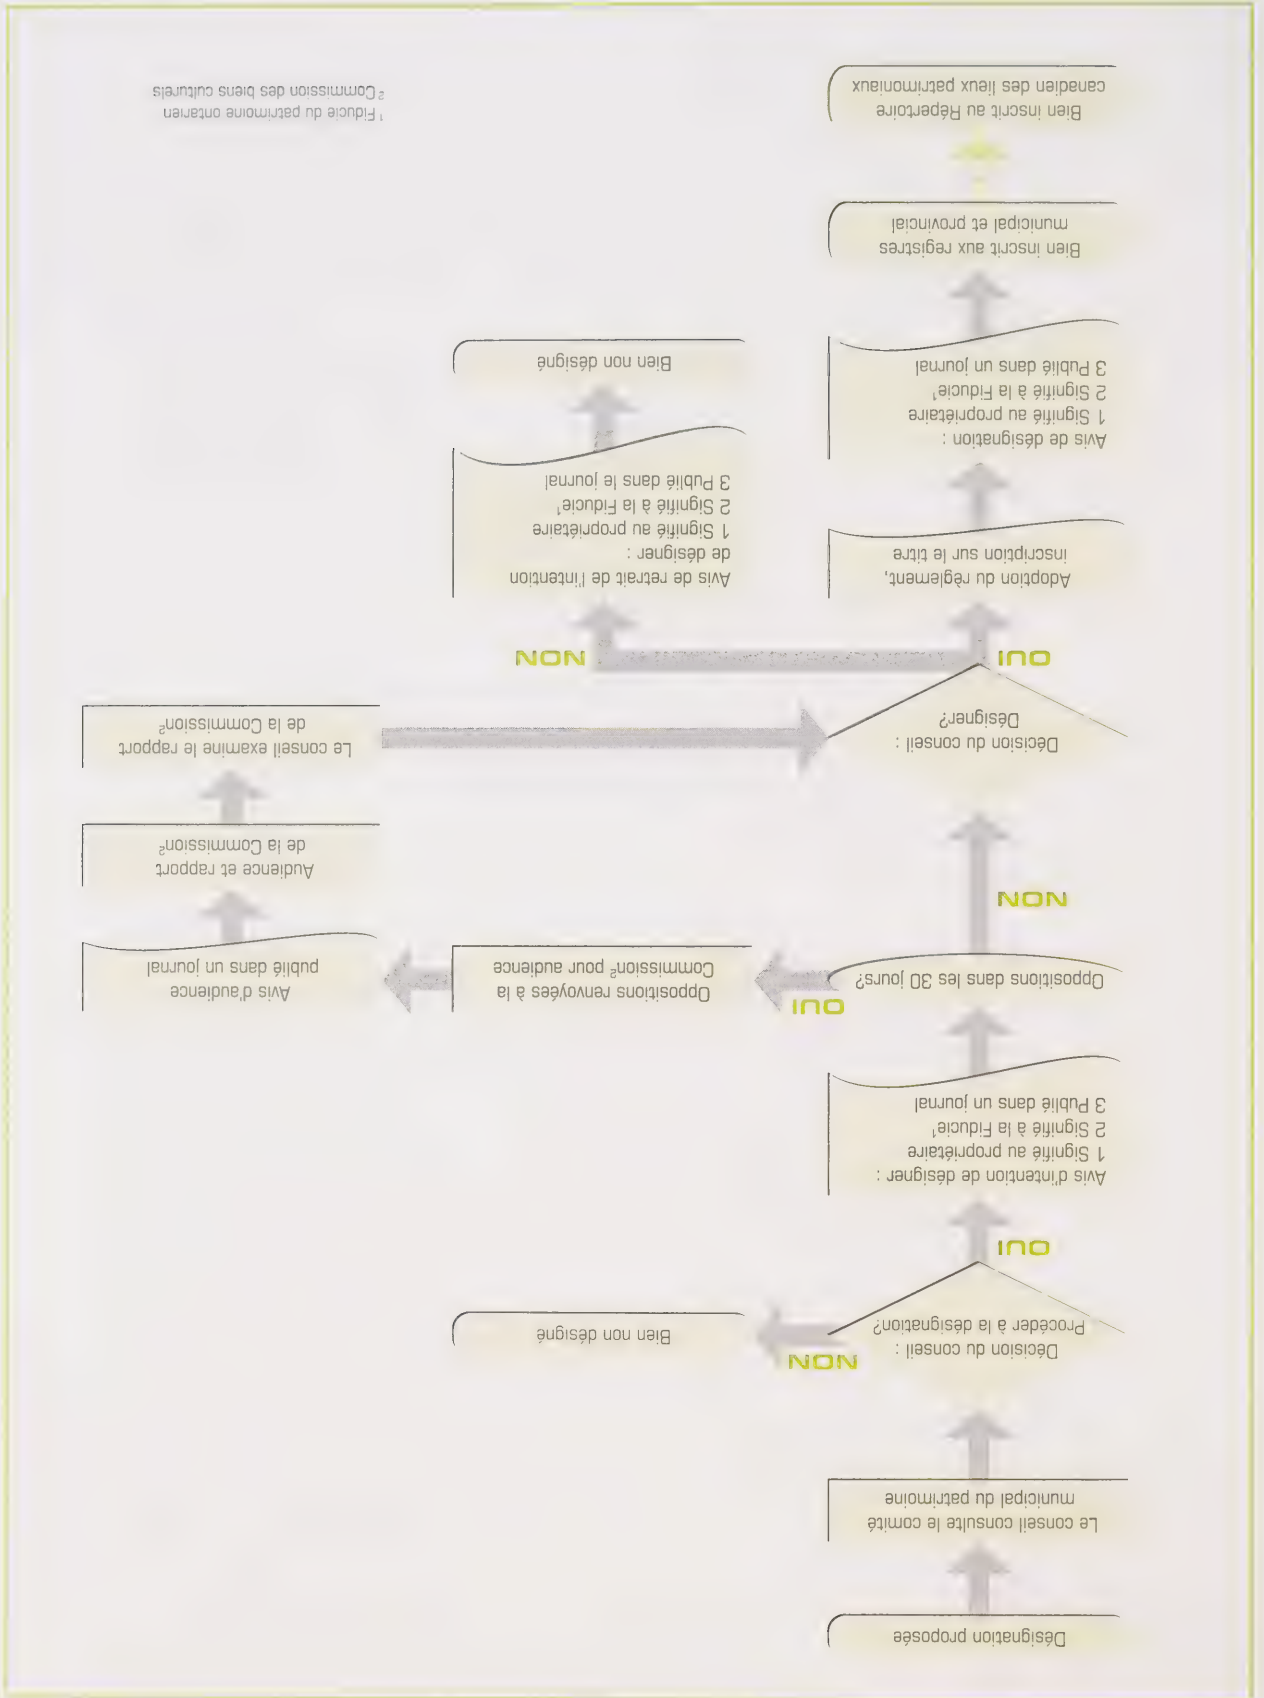 Désignation proposée
Le conseil consulte le comité
municipal du patrimoine
Décision du conseil :
Procéder à la désignation?
NON
Bien non désigné
OUI
Avis d'intention de désigner :
1 Signifié au propriétaire
2 Signifié à la Fiducie¹
3 Publié dans un journal
Oppositions dans les 30 jours?
OUI
Oppositions renvoyées à la
Commission² pour audience
Avis d'audience
publié dans un journal
Audience et rapport
de la Commission²
Le conseil examine le rapport
de la Commission²
NON
Décision du conseil :
Désigner?
OUI
NON
Adoption du règlement,
inscription sur le titre
Avis de désignation :
1 Signifié au propriétaire
2 Signifié à la Fiducie¹
3 Publié dans un journal
Bien inscrit aux registres
municipal et provincial
Bien inscrit au Répertoire
canadien des lieux patrimoniaux
Avis de retrait de l'intention
de désigner :
1 Signifié au propriétaire
2 Signifié à la Fiducie¹
3 Publié dans le journal
Bien non désigné
¹ Fiducie du patrimoine ontarien
² Commission des biens culturels